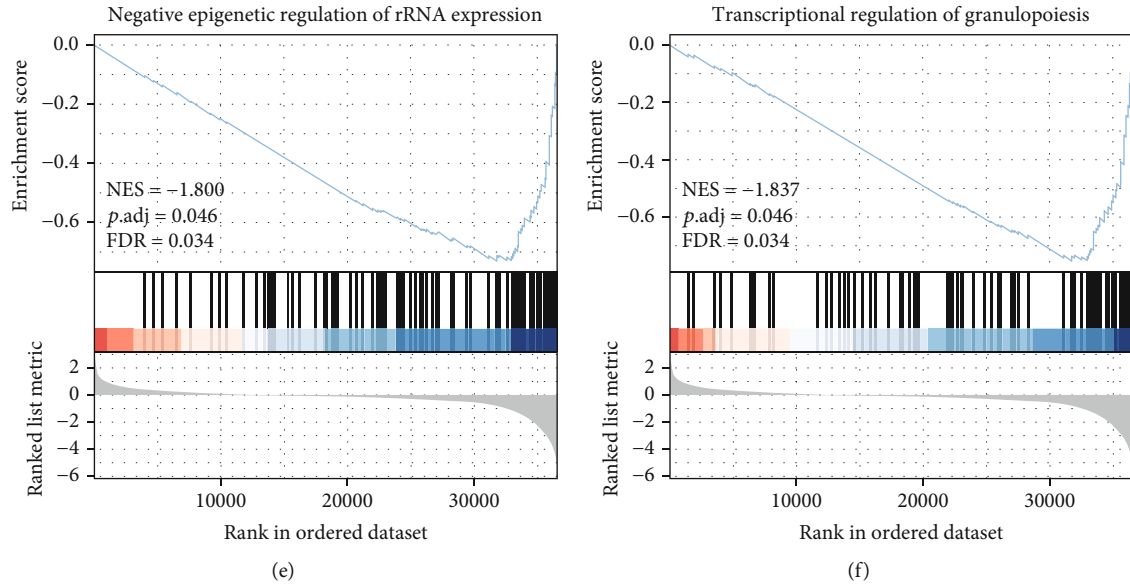 Negative epigenetic regulation of rRNA expression
0.0
−0.2
−0.4
−0.6
Enrichment score
NES = −1.800
p.adj = 0.046
FDR = 0.034
2
0
−2
−4
−6
Ranked list metric
10000 20000 30000
Rank in ordered dataset
(e)
Transcriptional regulation of granulopoiesis
0.0
−0.2
−0.4
−0.6
Enrichment score
NES = −1.837
p.adj = 0.046
FDR = 0.034
2
0
−2
−4
−6
Ranked list metric
10000 20000 30000
Rank in ordered dataset
(f)